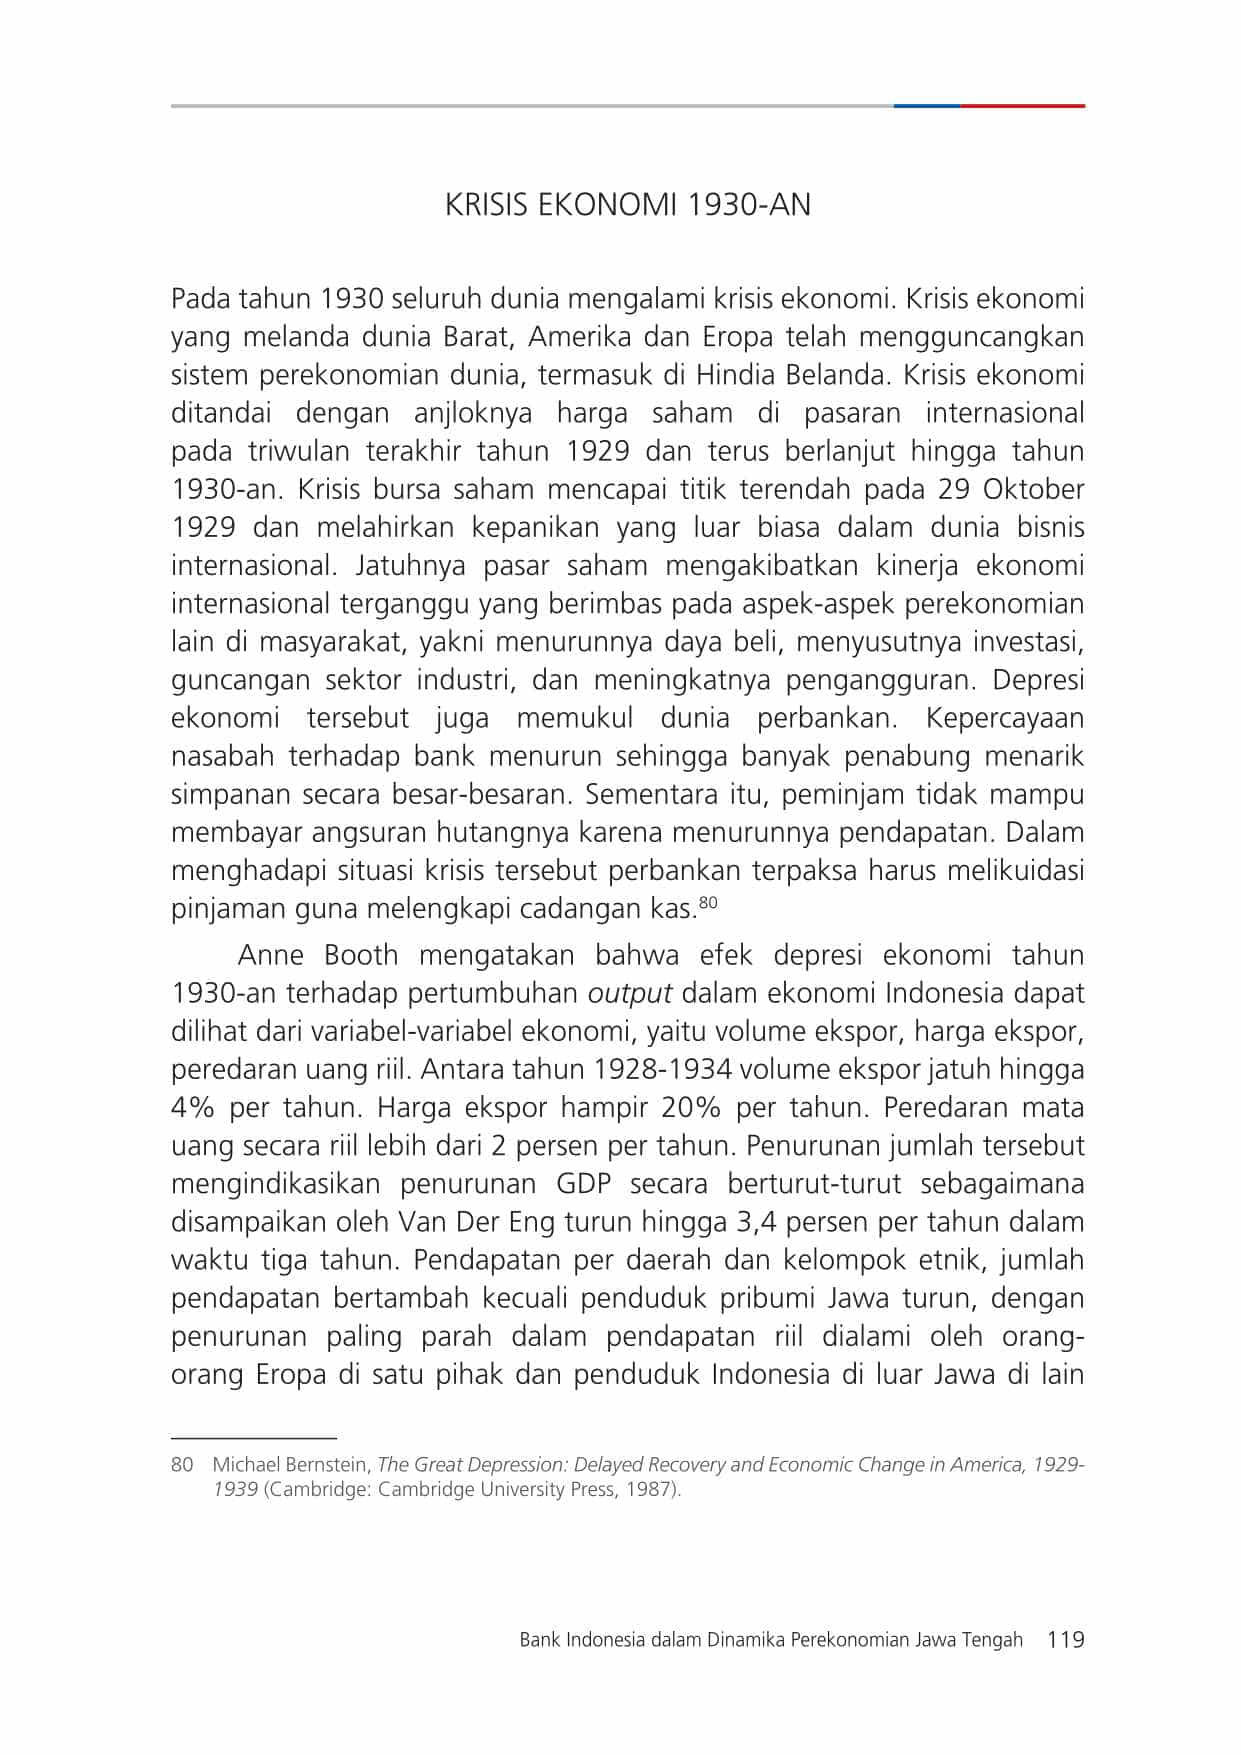 KRISIS EKONOMI 1930-AN
Pada tahun 1930 seluruh dunia mengalami krisis ekonomi. Krisis ekonomi
yang melanda dunia Barat, Amerika dan Eropa telah mengguncangkan
sistem perekonomian dunia, termasuk di Hindia Belanda. Krisis ekonomi
ditandai dengan anjloknya harga saham di pasaran internasional
pada triwulan terakhir tahun 1929 dan terus berlanjut hingga tahun
1930-an. Krisis bursa saham mencapai titik terendah pada 29 Oktober
1929 dan melahirkan kepanikan yang luar biasa dalam dunia bisnis
internasional. Jatuhnya pasar saham mengakibatkan kinerja ekonomi
internasional terganggu yang berimbas pada aspek-aspek perekonomian
lain di masyarakat, yakni menurunnya daya beli, menyusutnya investasi,
guncangan sektor industri, dan meningkatnya pengangguran. Depresi
ekonomi tersebut juga memukul dunia perbankan. Kepercayaan
nasabah terhadap bank menurun sehingga banyak penabung menarik
simpanan secara besar-besaran. Sementara itu, peminjam tidak mampu
membayar angsuran hutangnya karena menurunnya pendapatan. Dalam
menghadapi situasi krisis tersebut perbankan terpaksa harus melikuidasi
pinjaman guna melengkapi cadangan kas.80
Anne Booth mengatakan bahwa efek depresi ekonomi tahun
1930-an terhadap pertumbuhan output dalam ekonomi Indonesia dapat
dilihat dari variabel-variabel ekonomi, yaitu volume ekspor, harga ekspor,
peredaran uang riil. Antara tahun 1928-1934 volume ekspor jatuh hingga
4% per tahun. Harga ekspor hampir 20% per tahun. Peredaran mata
uang secara riil lebih dari 2 persen per tahun. Penurunan jumlah tersebut
mengindikasikan penurunan GDP secara berturut-turut sebagaimana
disampaikan oleh Van Der Eng turun hingga 3,4 persen per tahun dalam
waktu tiga tahun. Pendapatan per daerah dan kelompok etnik, jumlah
pendapatan bertambah kecuali penduduk pribumi Jawa turun, dengan
penurunan paling parah dalam pendapatan riil dialami oleh orang-
orang Eropa di satu pihak dan penduduk Indonesia di luar Jawa di lain
80 Michael Bernstein, The Great Depression: Delayed Recovery and Economic Change in America, 1929-
1939 (Cambridge: Cambridge University Press, 1987).
Bank Indonesia dalam Dinamika Perekonomian Jawa Tengah 119